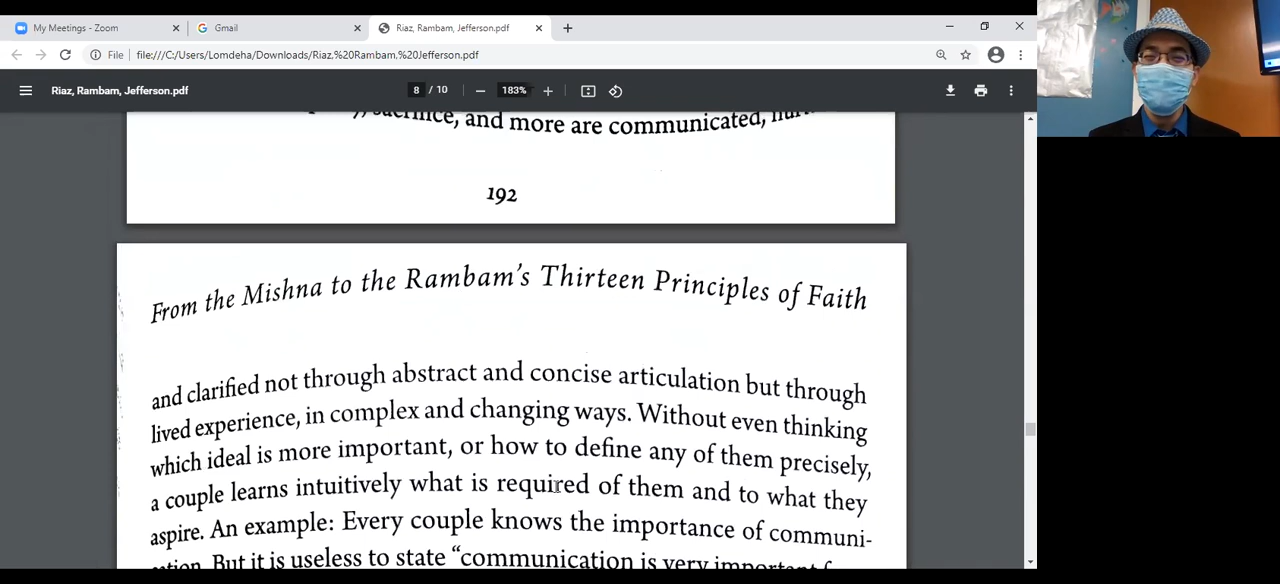 My Meetings - Zoom
Gmail
Riaz, Rambam, Jefferson.pdf
File
file:///C:/Users/Lomdeha/Downloads/Riaz,%20Rambam,%20Jefferson.pdf
Riaz, Rambam, Jefferson.pdf
8 / 10
183%
sacrifice, and more are communicated,
192
From the Mishna to the Rambam's Thirteen Principles of Faith
and clarified not through abstract and concise articulation but through
lived experience, in complex and changing ways. Without even thinking
which ideal is more important, or how to define any of them precisely,
a couple learns intuitively what is required of them and to what they
aspire. An example: Every couple knows the importance of communi-
But it is useless to state "communication is very important